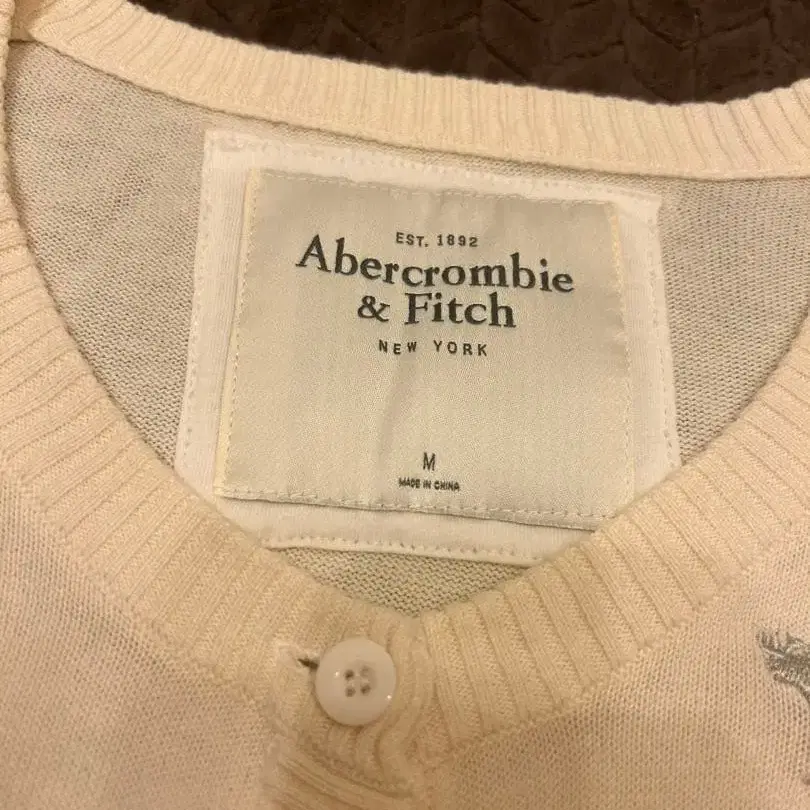 EST. 1892
Abercrombie
& Fitch
NEW YORK
M
MADE IN CHINA